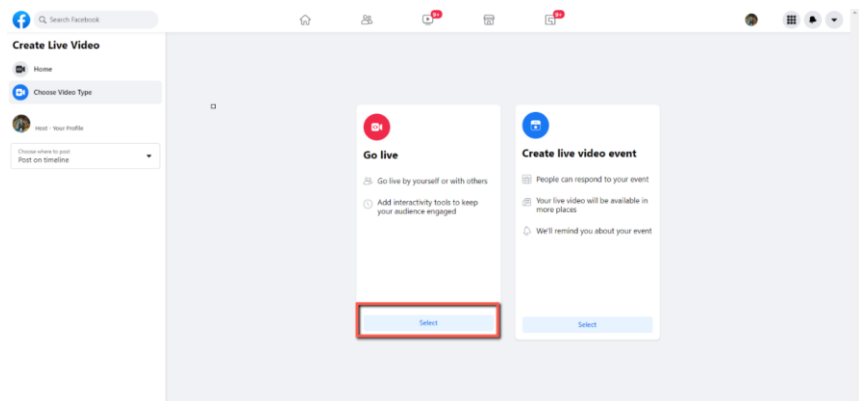 Search Facebook
9+
9+
Create Live Video
Home
Choose Video Type
Host - Your Profile
Choose where to post
Post on timeline
Go live
Go live by yourself or with others
Add interactivity tools to keep
your audience engaged
Select
Create live video event
People can respond to your event
Your live video will be available in
more places
We'll remind you about your event
Select